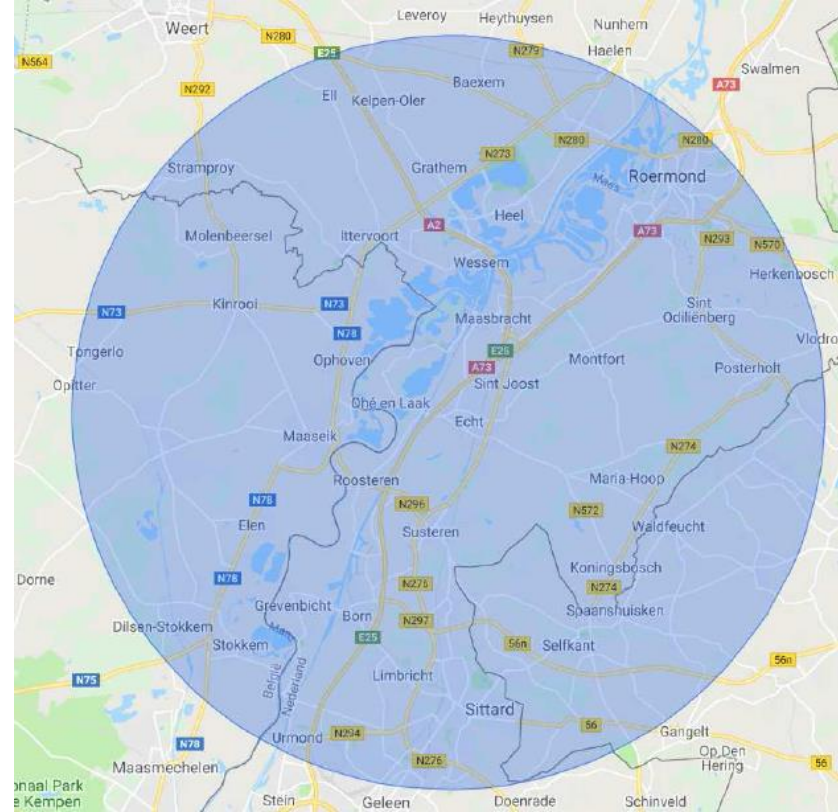 Leveroy
Heythuysen
Nunhem
Weert
N280
E25
N279
Haelen
N564
Swalmen
N292
Baexem
A73
Ell
Kelpen-Oler
N280
N280
N273
Stramproy
Grathem
Roermond
Maas
Heel
A2
A73
Molenbeersel
Ittervoort
N293
N570
Wessem
Herkenbosch
Kinrooi
N73
N73
Sint
Odiliënberg
Maasbracht
N78
Vlodro
Tongerlo
E25
Ophoven
Montfort
A73
Posterholt
Opitter
Sint Joost
Ohé en Laak
Echt
Maaseik
N274
Roosteren
Maria-Hoop
N78
N296
N572
Elen
Susteren
Waldfeucht
Koningsbosch
Dorne
N78
N276
N274
Grevenbicht
Born
Spaanshuisken
Dilsen-Stokkem
N297
Maas
E25
56n
Stokkem
Selfkant
56n
België
Nederland
Limbricht
N75
Sittard
56
Urmond
N294
Gangelt
N78
Op Den
Hering
Maasmechelen
N276
56
onaal Park
e Kempen
Stein
Geleen
Doenrade
Schinveld